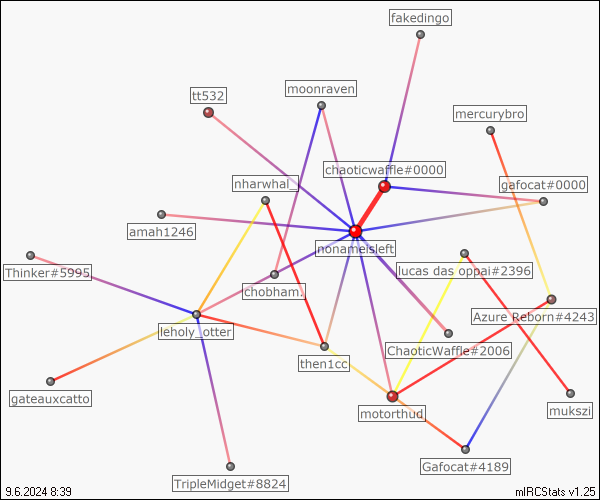 fakedingo
moonraven
tt532
mercurybro
chaoticwaffle#0000
nharwhal_
gafocat#0000
amah1246
nonameisleft
lucas das oppai#2396
Thinker#5995
chobham.
Azure Reborn#4243
leholy_otter
ChaoticWaffle#2006
then1cc
gateauxcatto
motorthud
mukszi
Gafocat#4189
TripleMidget#8824
9.6.2024 8:39
mIRCStats v1.25